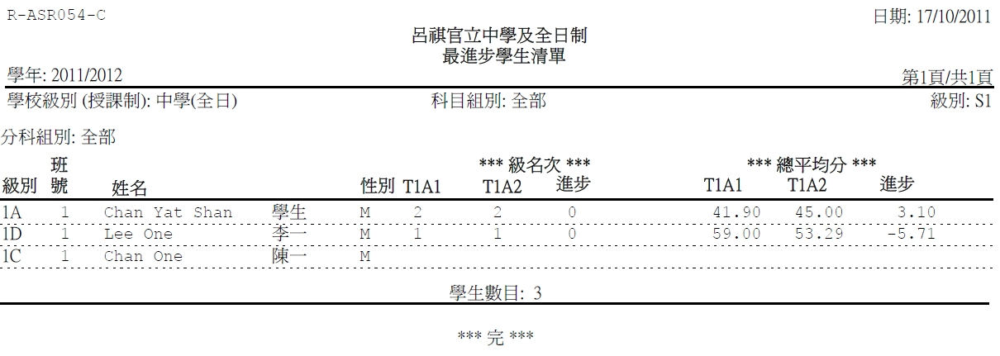 R-ASR054-C 日期: 17/10/2011
呂祺官立中學及全日制
最進步學生清單
學年: 2011/2012 第1頁/共1頁
學校級別 (授課制): 中學(全日) 科目組別: 全部 級別: S1
分科組別: 全部
班 *** 級名次 *** *** 總平均分 ***
級別 號 姓名 性別 T1A1 T1A2 進步 T1A1 T1A2 進步
1A 1 Chan Yat Shan 學生 M 2 2 0 41.90 45.00 3.10
1D 1 Lee One 李一 M 1 1 0 59.00 53.29 -5.71
1C 1 Chan One 陳一 M
學生數目: 3
*** 完 ***